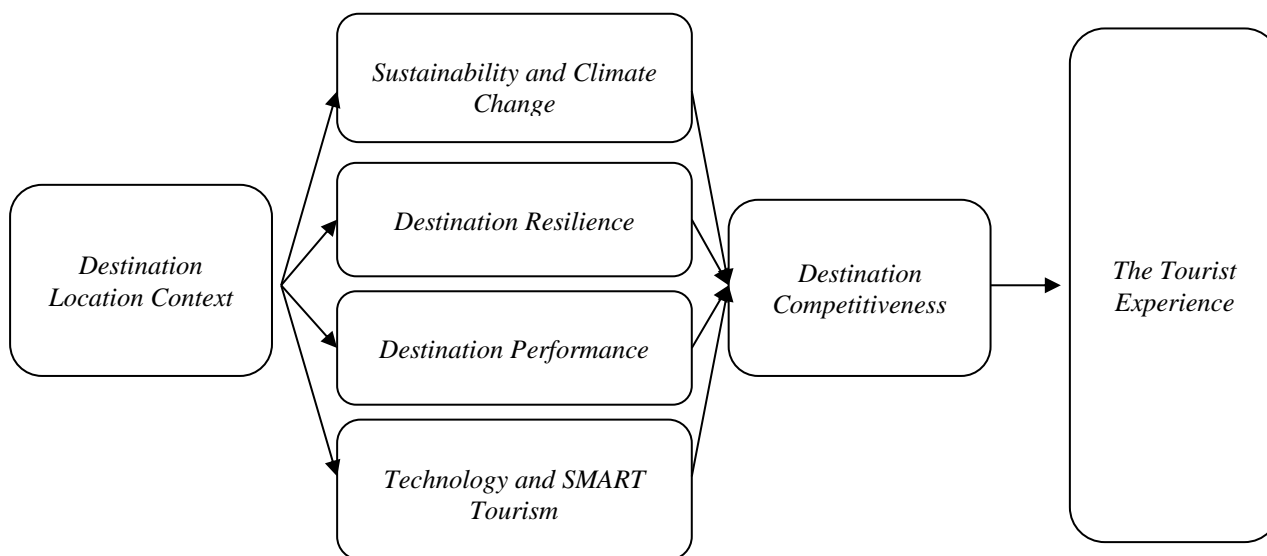 Destination
Location Context
Sustainability and Climate
Change
Destination Resilience
Destination Performance
Technology and SMART
Tourism
Destination
Competitiveness
The Tourist
Experience